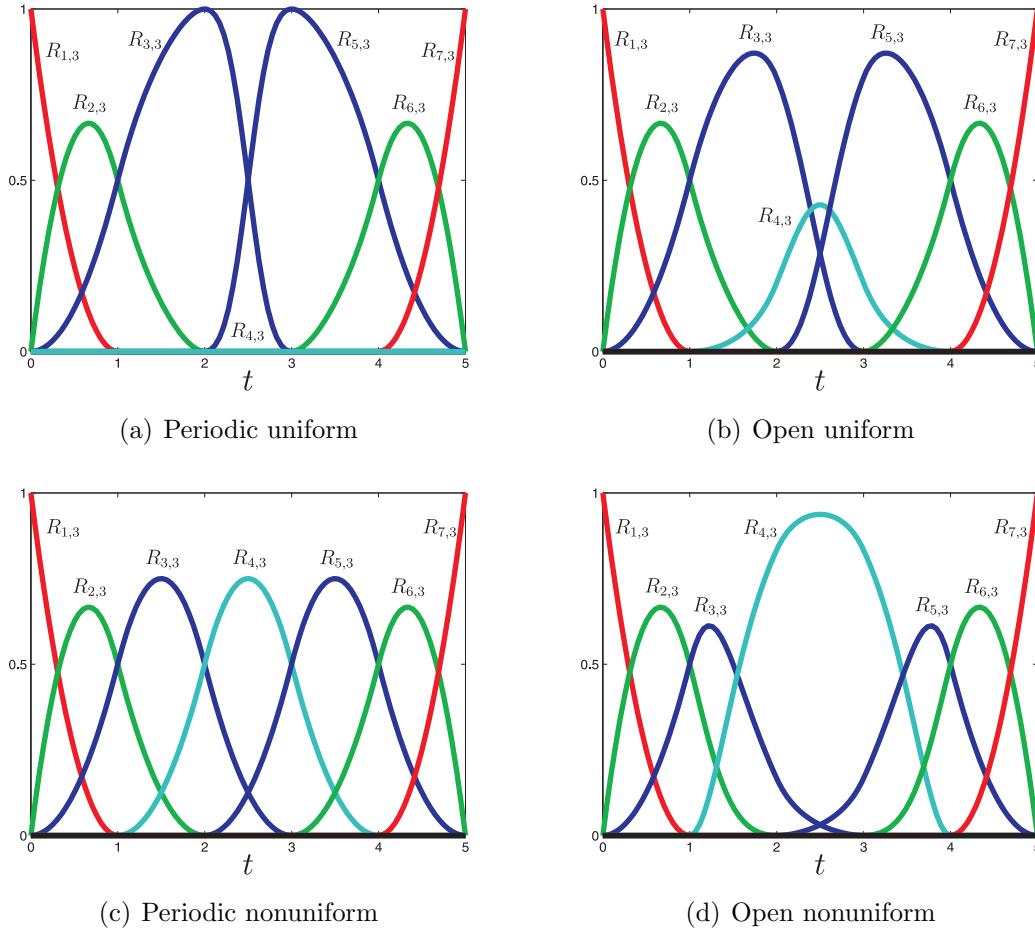 1
0.5
0
0 1 2 3 4 5
R1,3
R2,3
R3,3
R4,3
R5,3
R6,3
R7,3
t
(a) Periodic uniform
1
0.5
0
0 1 2 3 4 5
R1,3
R2,3
R3,3
R4,3
R5,3
R6,3
R7,3
t
(b) Open uniform
1
0.5
0
0 1 2 3 4 5
R1,3
R2,3
R3,3
R4,3
R5,3
R6,3
R7,3
t
(c) Periodic nonuniform
1
0.5
0
0 1 2 3 4 5
R1,3
R2,3
R3,3
R4,3
R5,3
R6,3
R7,3
t
(d) Open nonuniform